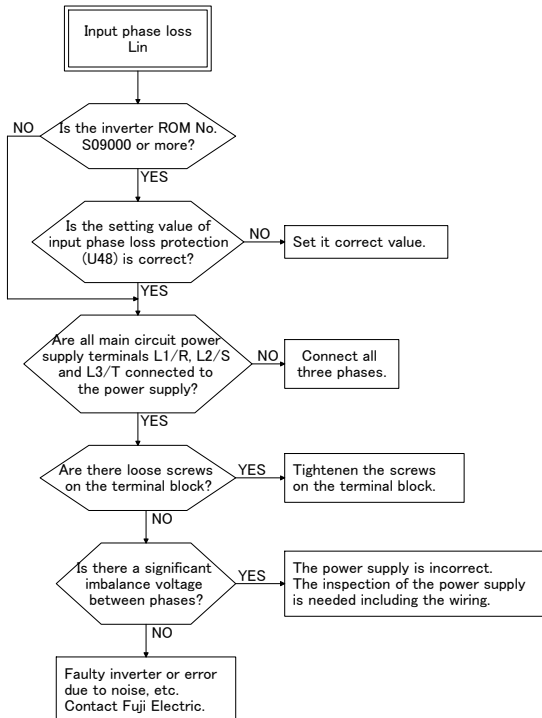 Input phase loss
Lin
Is the inverter ROM No.
S09000 or more?
NO
YES
Is the setting value of
input phase loss protection
(U48) is correct?
NO
Set it correct value.
YES
Are all main circuit power
supply terminals L1/R, L2/S
and L3/T connected to
the power supply?
NO
Connect all
three phases.
YES
Are there loose screws
on the terminal block?
YES
Tightenen the screws
on the terminal block.
NO
Is there a significant
imbalance voltage
between phases?
YES
The power supply is incorrect.
The inspection of the power supply
is needed including the wiring.
NO
Faulty inverter or error
due to noise, etc.
Contact Fuji Electric.